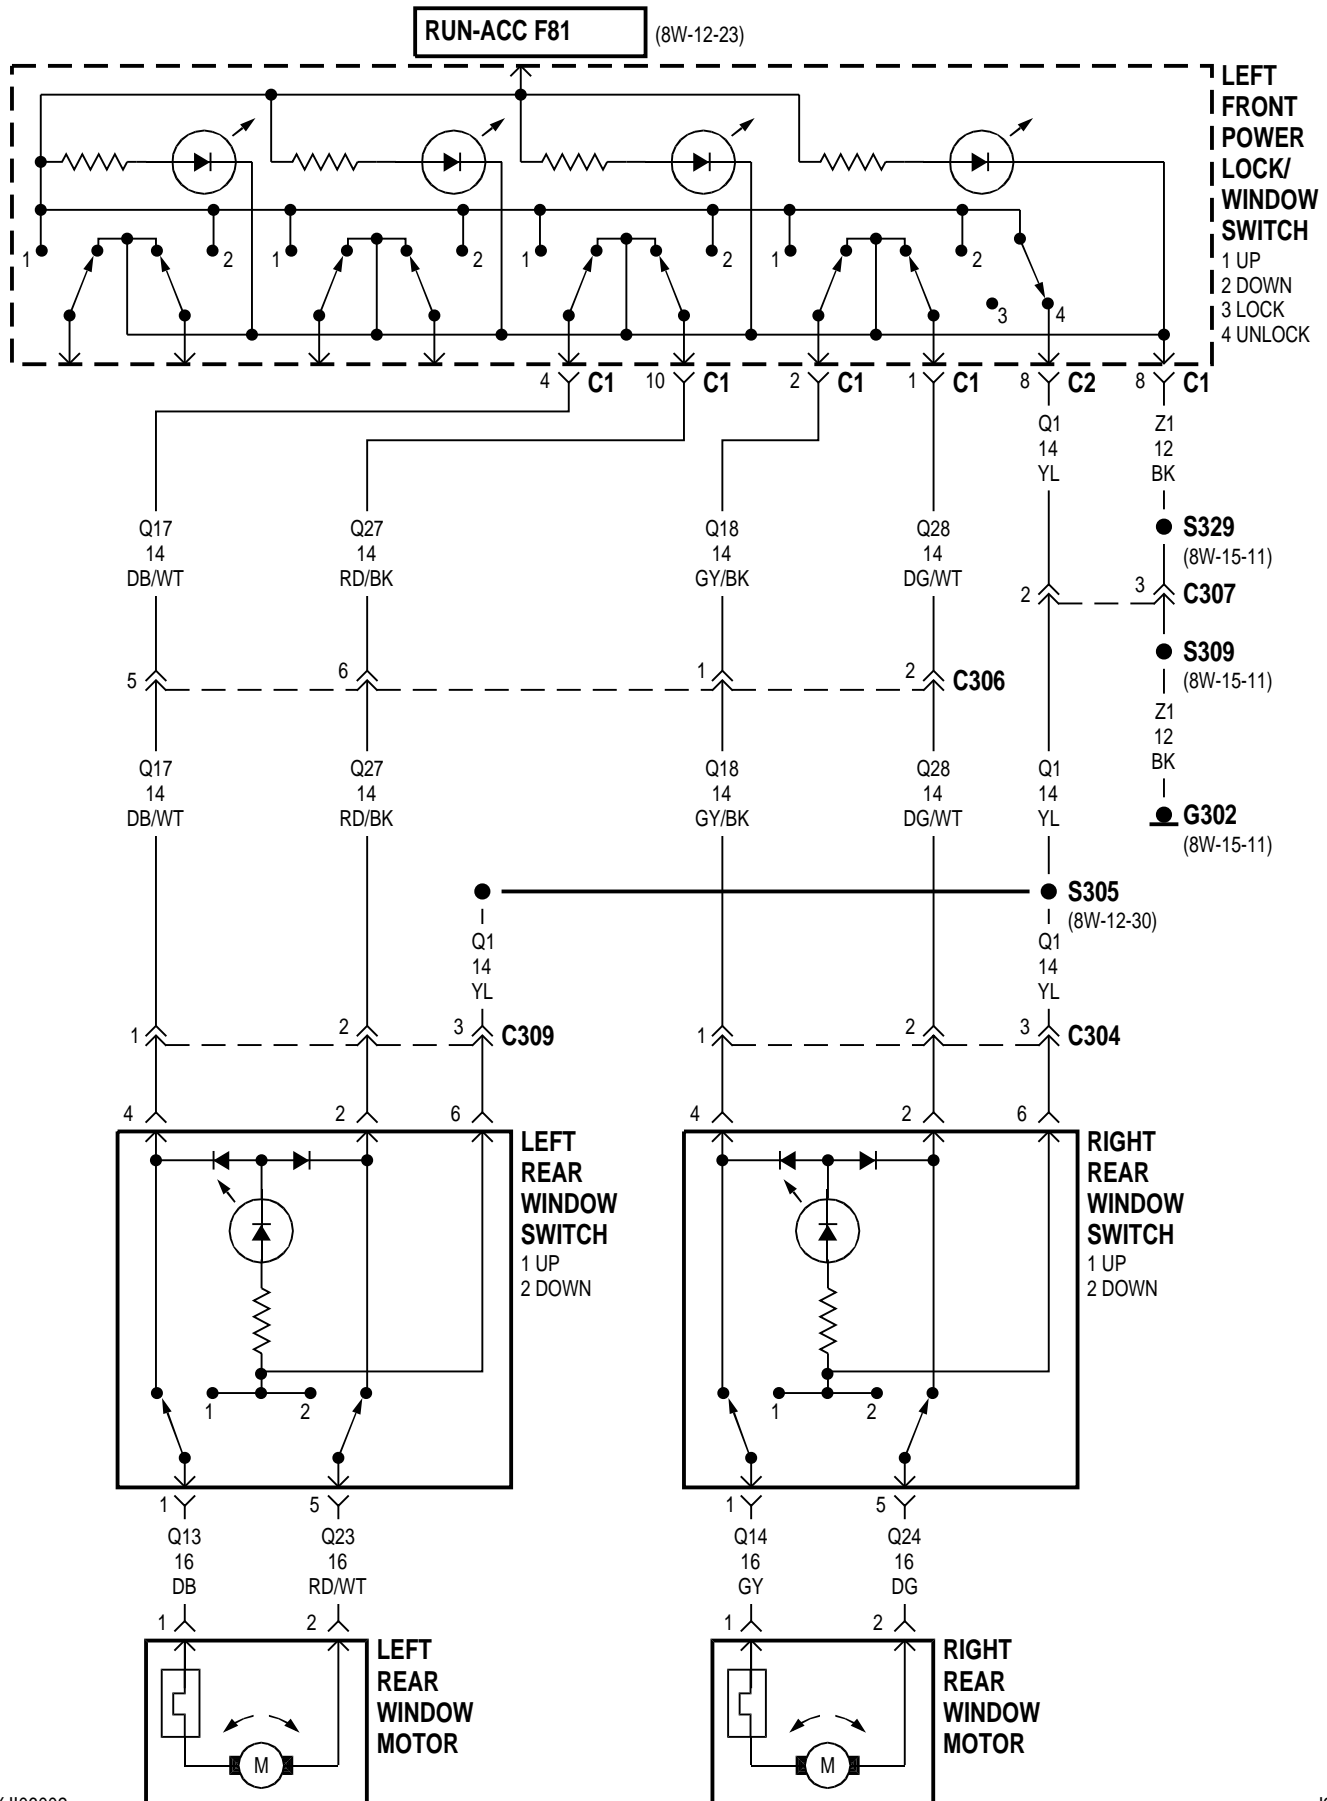 RUN-ACC F81 (8W-12-23)
LEFT
FRONT
POWER
LOCK/
WINDOW
SWITCH
1 UP
2 DOWN
3 LOCK
4 UNLOCK
1 2 1 2 1 2 1 2
3 4
4 C1 10 C1 2 C1 1 C1 8 C2 8 C1
Q1 Z1
14 12
YL BK
Q17 Q27 Q18 Q28
14 14 14 14
DB/WT RD/BK GY/BK DG/WT
S329
(8W-15-11)
2 3 C307
S309
(8W-15-11)
5 6 1 2 C306
Z1
12
BK
Q17 Q27 Q18 Q28 Q1
14 14 14 14 14
DB/WT RD/BK GY/BK DG/WT YL
G302
(8W-15-11)
S305
(8W-12-30)
Q1 Q1
14 14
YL YL
1 2 3 C309 1 2 3 C304
4 2 6 4 2 6
LEFT
REAR
WINDOW
SWITCH
1 UP
2 DOWN
RIGHT
REAR
WINDOW
SWITCH
1 UP
2 DOWN
1 2 1 2
1 5 1 5
Q13 Q23 Q14 Q24
16 16 16 16
DB RD/WT GY DG
1 2 1 2
LEFT
REAR
WINDOW
MOTOR
RIGHT
REAR
WINDOW
MOTOR
M M